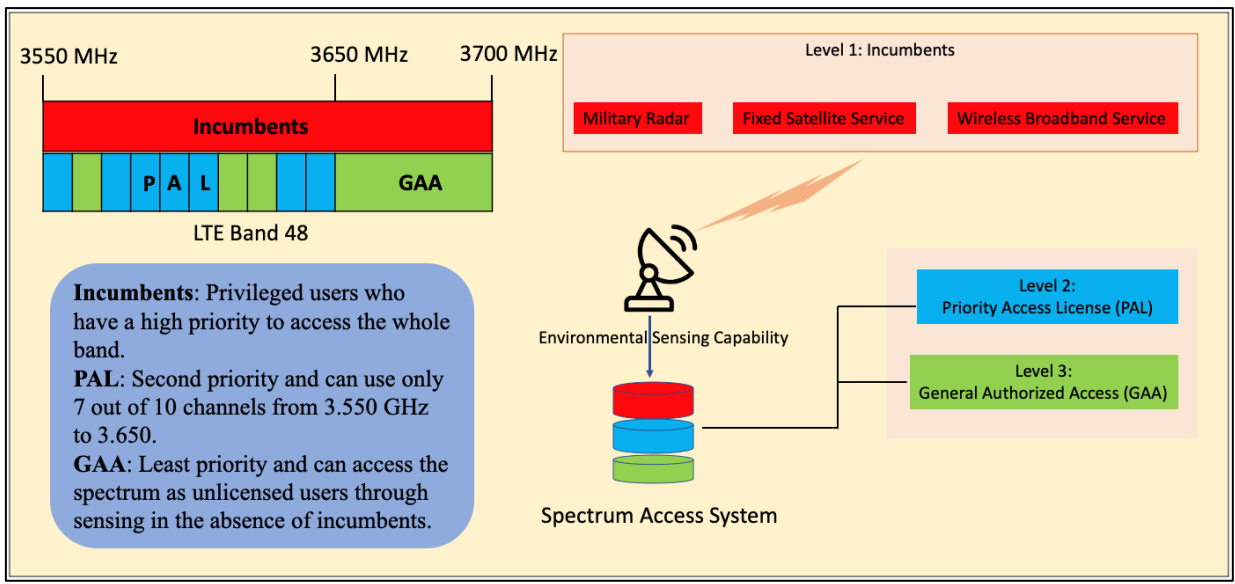 3550 MHz
3650 MHz
3700 MHz
Incumbents
P A L
GAA
LTE Band 48
Incumbents: Privileged users who
have a high priority to access the whole
band.
PAL: Second priority and can use only
7 out of 10 channels from 3.550 GHz
to 3.650.
GAA: Least priority and can access the
spectrum as unlicensed users through
sensing in the absence of incumbents.
Level 1: Incumbents
Military Radar
Fixed Satellite Service
Wireless Broadband Service
Environmental Sensing Capability
Spectrum Access System
Level 2:
Priority Access License (PAL)
Level 3:
General Authorized Access (GAA)